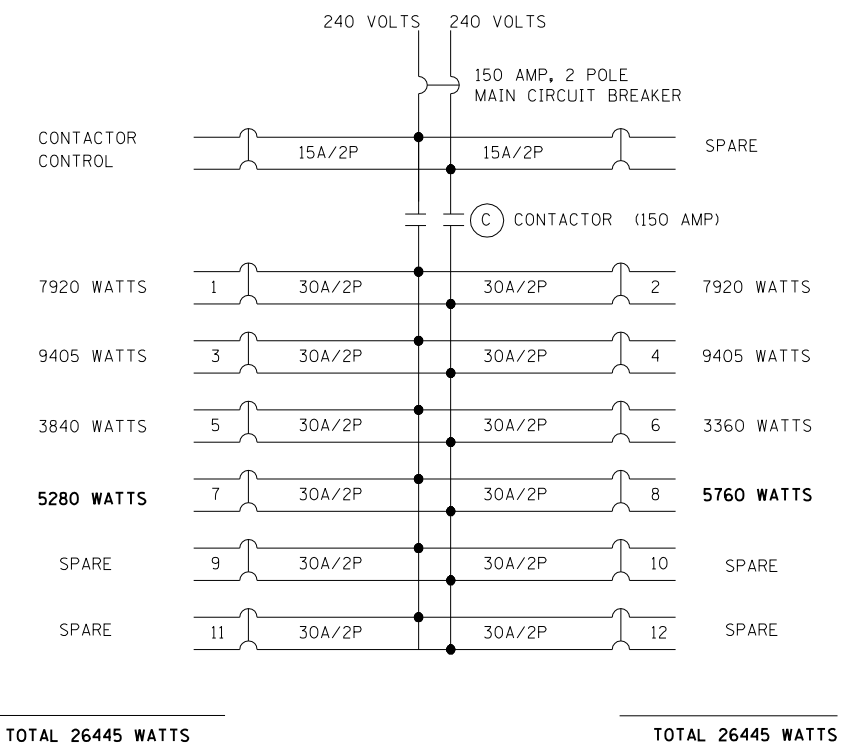 240 VOLTS 240 VOLTS
150 AMP, 2 POLE
MAIN CIRCUIT BREAKER
CONTACTOR
CONTROL
15A/2P 15A/2P SPARE
C CONTACTOR (150 AMP)
7920 WATTS 1 30A/2P 30A/2P 2 7920 WATTS
9405 WATTS 3 30A/2P 30A/2P 4 9405 WATTS
3840 WATTS 5 30A/2P 30A/2P 6 3360 WATTS
5280 WATTS 7 30A/2P 30A/2P 8 5760 WATTS
SPARE 9 30A/2P 30A/2P 10 SPARE
SPARE 11 30A/2P 30A/2P 12 SPARE
TOTAL 26445 WATTS TOTAL 26445 WATTS